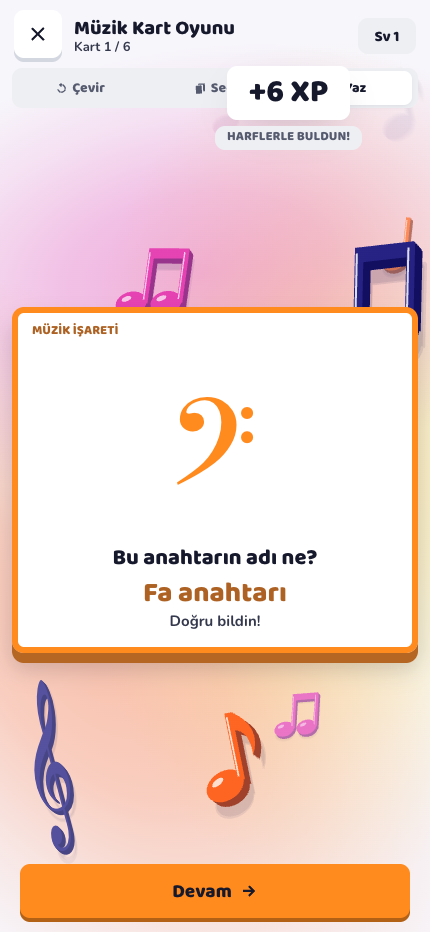 Müzik Kart Oyunu
Kart 1 / 6
Sv 1
Çevir
+6 XP
HARFLERLE BULDUN!
MÜZİK İŞARETİ
Bu anahtarın adı ne?
Fa anahtarı
Doğru bildin!
Devam →